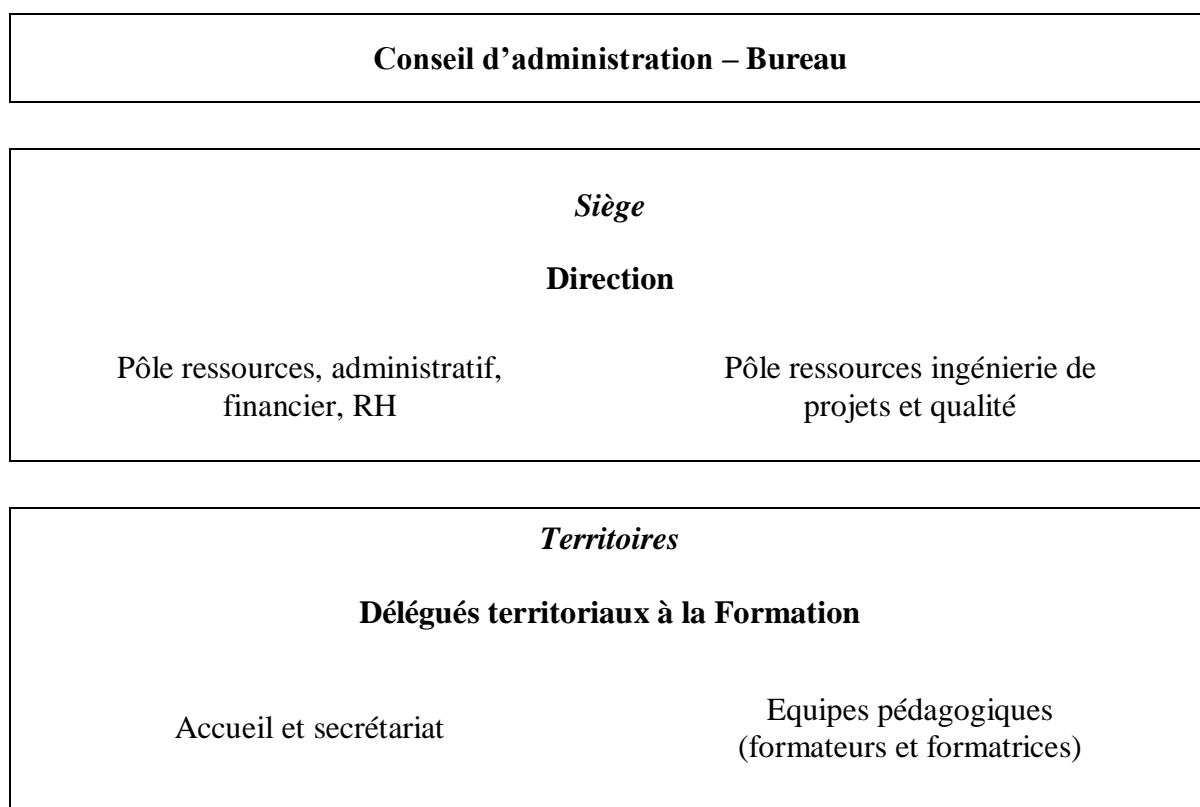 Conseil d’administration – Bureau
Siège
Direction
Pôle ressources, administratif,
financier, RH
Pôle ressources ingénierie de
projets et qualité
Territoires
Délégués territoriaux à la Formation
Accueil et secrétariat
Equipes pédagogiques
(formateurs et formatrices)